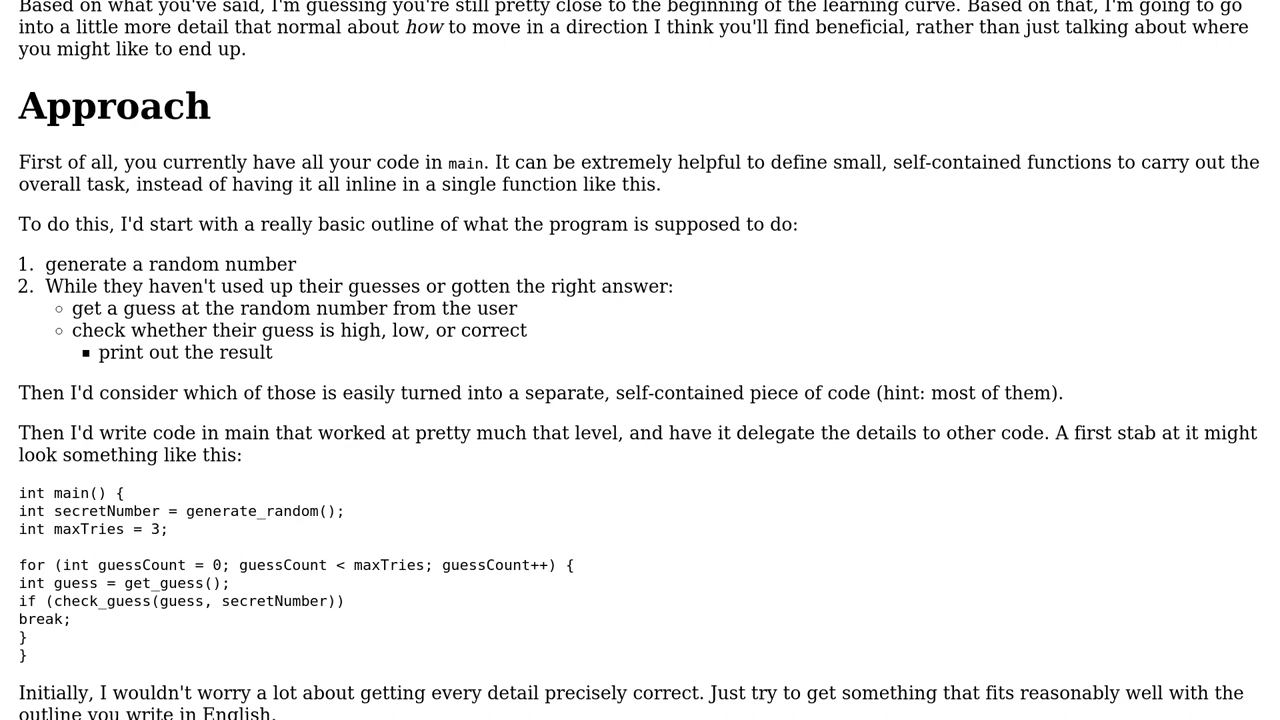 Based on what you've said, I'm guessing you're still pretty close to the beginning of the learning curve. Based on that, I'm going to go
into a little more detail that normal about how to move in a direction I think you'll find beneficial, rather than just talking about where
you might like to end up.
Approach
First of all, you currently have all your code in main. It can be extremely helpful to define small, self-contained functions to carry out the
overall task, instead of having it all inline in a single function like this.
To do this, I'd start with a really basic outline of what the program is supposed to do:
1. generate a random number
2. While they haven't used up their guesses or gotten the right answer:
◦ get a guess at the random number from the user
◦ check whether their guess is high, low, or correct
▪ print out the result
Then I'd consider which of those is easily turned into a separate, self-contained piece of code (hint: most of them).
Then I'd write code in main that worked at pretty much that level, and have it delegate the details to other code. A first stab at it might
look something like this:
int main() {
int secretNumber = generate_random();
int maxTries = 3;
for (int guessCount = 0; guessCount < maxTries; guessCount++) {
int guess = get_guess();
if (check_guess(guess, secretNumber))
break;
}
}
Initially, I wouldn't worry a lot about getting every detail precisely correct. Just try to get something that fits reasonably well with the
outline you write in English.